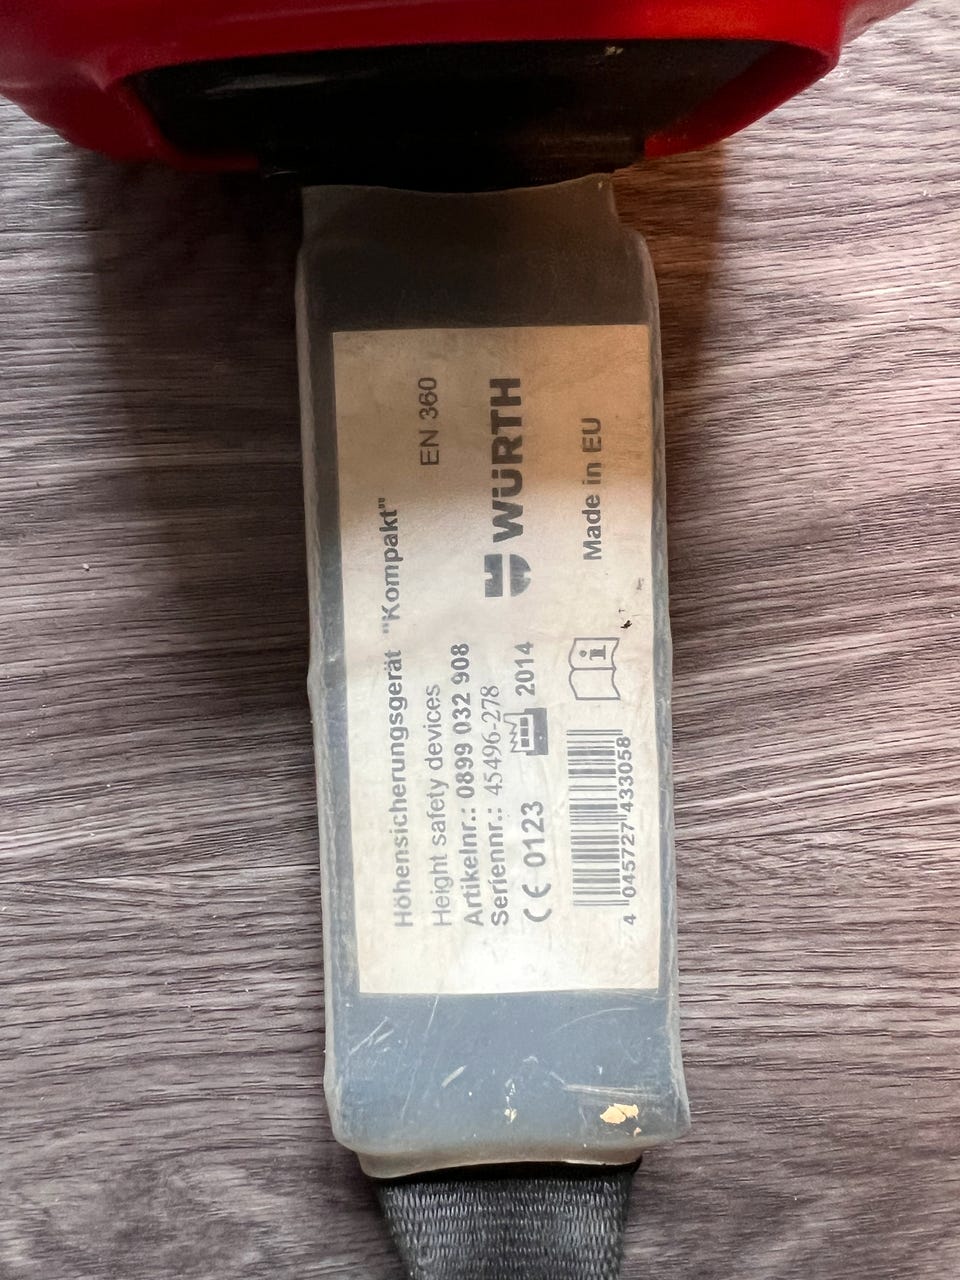 Höhensicherungsgerät "Kompakt"
Height safety devices EN 360
Artikelnr.: 0899 032 908
Seriennr.: 45496-278
CE 0123 2014 WÜRTH
Made in EU
4 045727 433058